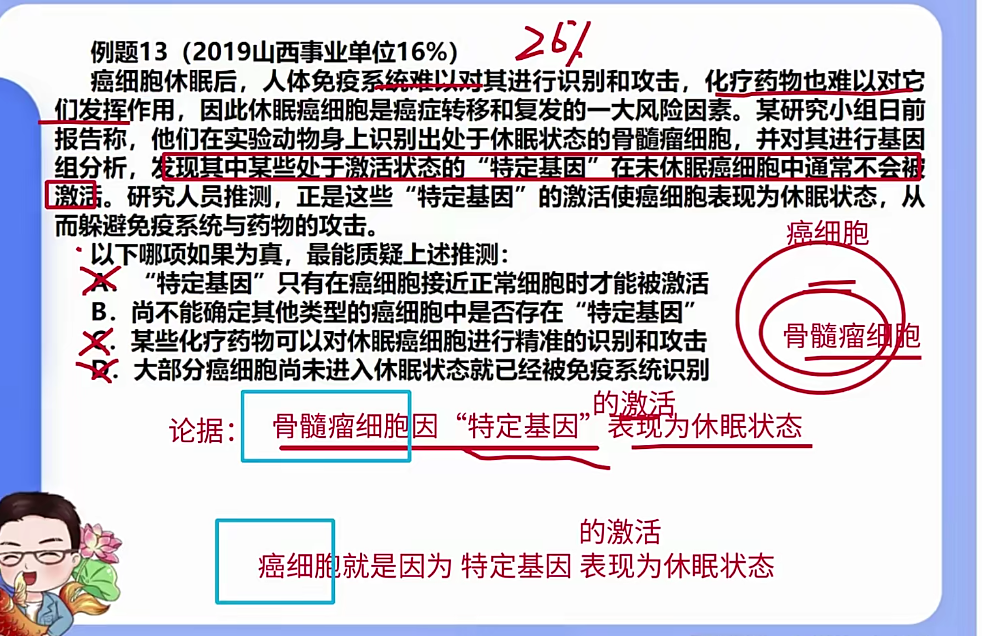 例题13（2019山西事业单位16%）
26%
癌细胞休眠后，人体免疫系统难以对其进行识别和攻击，化疗药物也难以对它
们发挥作用，因此休眠癌细胞是癌症转移和复发的一大风险因素。某研究小组日前
报告称，他们在实验动物身上识别出处于休眠状态的骨髓瘤细胞，并对其进行基因
组分析，发现其中某些处于激活状态的“特定基因”在未休眠癌细胞中通常不会被
激活。研究人员推测，正是这些“特定基因”的激活使癌细胞表现为休眠状态，从
而躲避免疫系统与药物的攻击。
以下哪项如果为真，最能质疑上述推测：
A．“特定基因”只有在癌细胞接近正常细胞时才能被激活
B．尚不能确定其他类型的癌细胞中是否存在“特定基因”
C．某些化疗药物可以对休眠癌细胞进行精准的识别和攻击
D．大部分癌细胞尚未进入休眠状态就已经被免疫系统识别
癌细胞
骨髓瘤细胞
的激活
论据：骨髓瘤细胞因“特定基因”表现为休眠状态
的激活
癌细胞就是因为 特定基因 表现为休眠状态